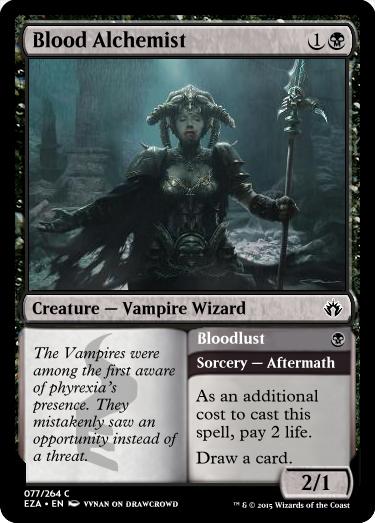 Blood Alchemist 1
Creature — Vampire Wizard
The Vampires were
among the first aware
of phyrexia's
presence. They
mistakenly saw an
opportunity instead of
a threat.
Bloodlust
Sorcery — Aftermath
As an additional
cost to cast this
spell, pay 2 life.
Draw a card.
2/1
077/264 C
EZA • EN VYNAN ON DRAWCROWD
™ & © 2015 Wizards of the Coast